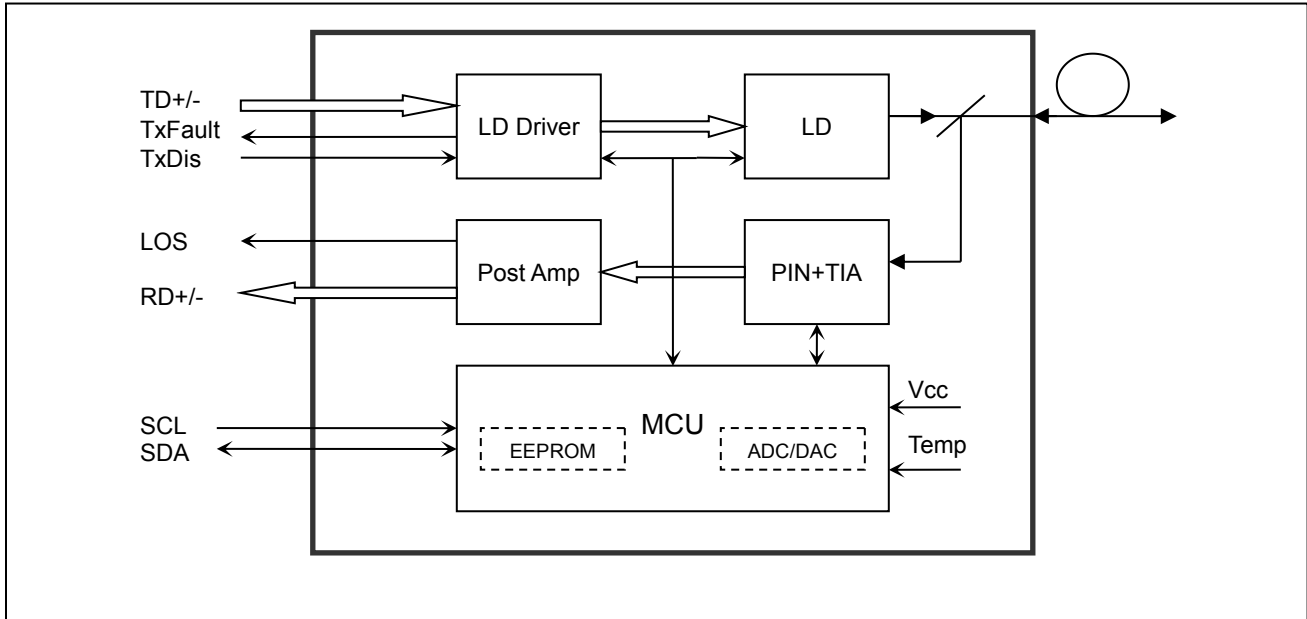 TD+/-
TxFault
TxDis
LD Driver
LD
LOS
RD+/-
Post Amp
PIN+TIA
SCL
SDA
MCU
EEPROM
ADC/DAC
Vcc
Temp